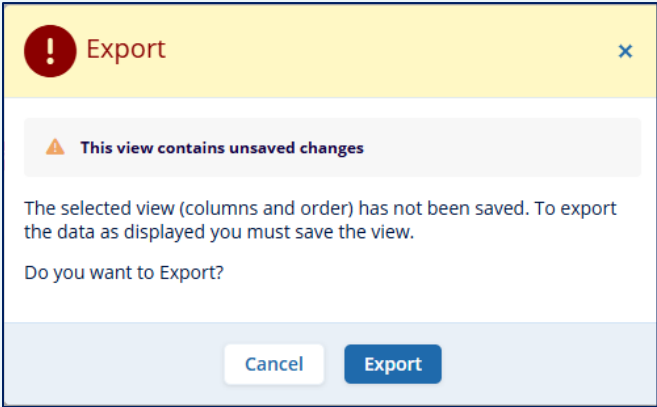 Export
This view contains unsaved changes
The selected view (columns and order) has not been saved. To export
the data as displayed you must save the view.
Do you want to Export?
Cancel
Export